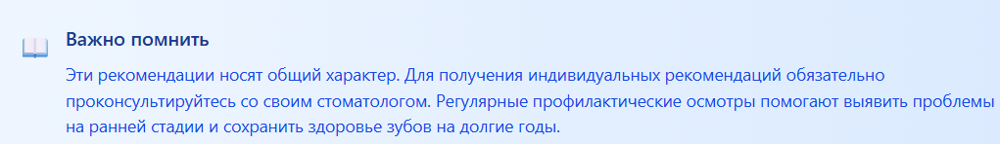 Важно помнить
Эти рекомендации носят общий характер. Для получения индивидуальных рекомендаций обязательно
проконсультируйтесь со своим стоматологом. Регулярные профилактические осмотры помогают выявить проблемы
на ранней стадии и сохранить здоровье зубов на долгие годы.